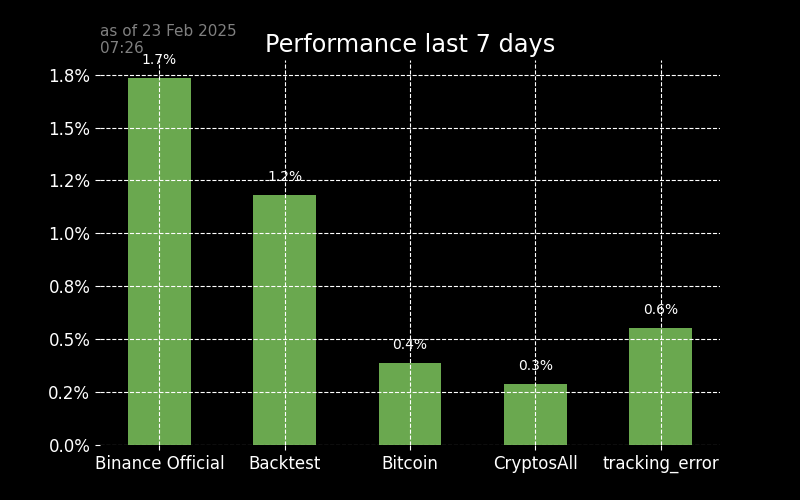 as of 23 Feb 2025
07:26
Performance last 7 days
1.8%
1.5%
1.2%
1.0%
0.8%
0.5%
0.2%
0.0%
1.7%
1.2%
0.4%
0.3%
0.6%
Binance Official
Backtest
Bitcoin
CryptosAll
tracking_error